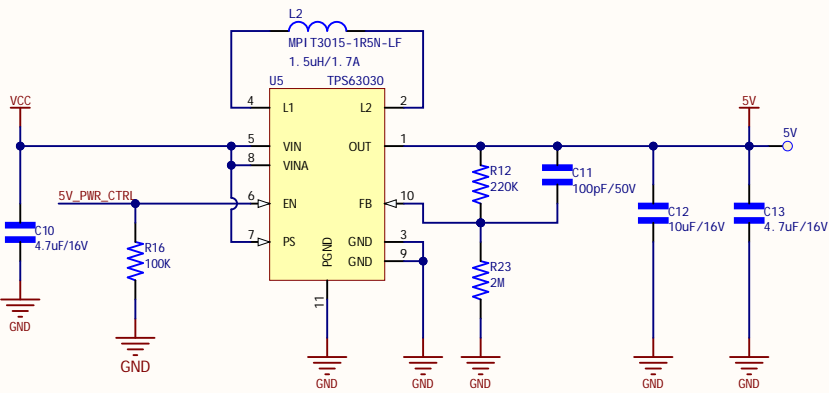 L2
MPIT3015-1R5N-LF
1.5uH/1.7A
U5 TPS63030
VCC
4 L1 L2 2
5V
5 VIN OUT 1
5V
8 VINA
R12
220K
C11
100pF/50V
5V_PWR_CTRL
6 EN FB 10
C10
4.7uF/16V
C12
10uF/16V
C13
4.7uF/16V
7 PS GND 3
R16
100K
PGND
GND 9
R23
2M
11
GND
GND
GND
GND
GND
GND
GND